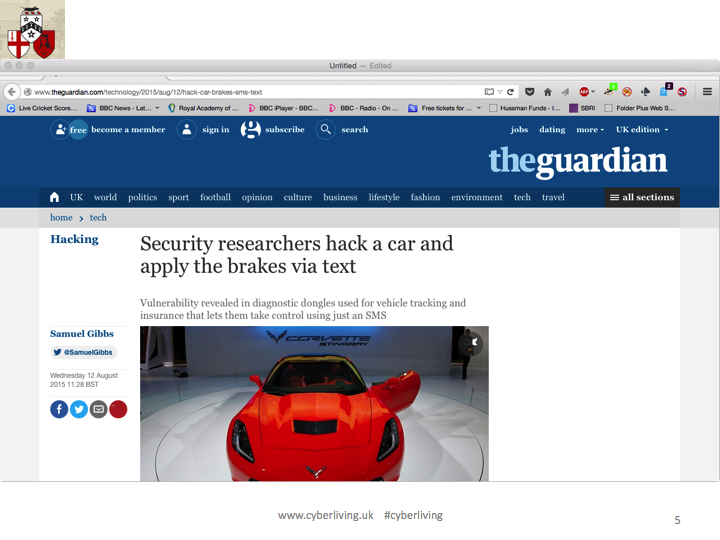 Untitled — Edited
www.theguardian.com/technology/2015/aug/12/hack-car-brakes-sms-text
Live Cricket Score... BBC News - Lat... Royal Academy of ... BBC iPlayer – BBC... BBC - Radio - On ... Free tickets for ... Hussman Funds - I... SBRI Folder Plus Web S...
free become a member sign in subscribe search jobs dating more UK edition
theguardian
UK world politics sport football opinion culture business lifestyle fashion environment tech travel all sections
home › tech
Hacking
Security researchers hack a car and
apply the brakes via text
Vulnerability revealed in diagnostic dongles used for vehicle tracking and
insurance that lets them take control using just an SMS
Samuel Gibbs
@SamuelGibbs
Wednesday 12 August
2015 11.28 BST
CORVETTE
STINGRAY
www.cyberliving.uk #cyberliving
5